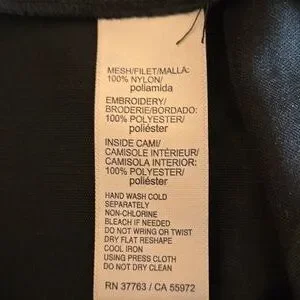 MESH/FILET/MALLA:
100% NYLON/
poliamida
EMBROIDERY/
BRODERIE/BORDADO:
100% POLYESTER/
poliéster
INSIDE CAMI/
CAMISOLE INTÉRIEUR/
CAMISOLA INTERIOR:
100% POLYESTER/
poliéster
HAND WASH COLD
SEPARATELY
NON-CHLORINE
BLEACH IF NEEDED
DO NOT WRING OR TWIST
DRY FLAT RESHAPE
COOL IRON
USING PRESS CLOTH
DO NOT DRY CLEAN
RN 37763 / CA 55972